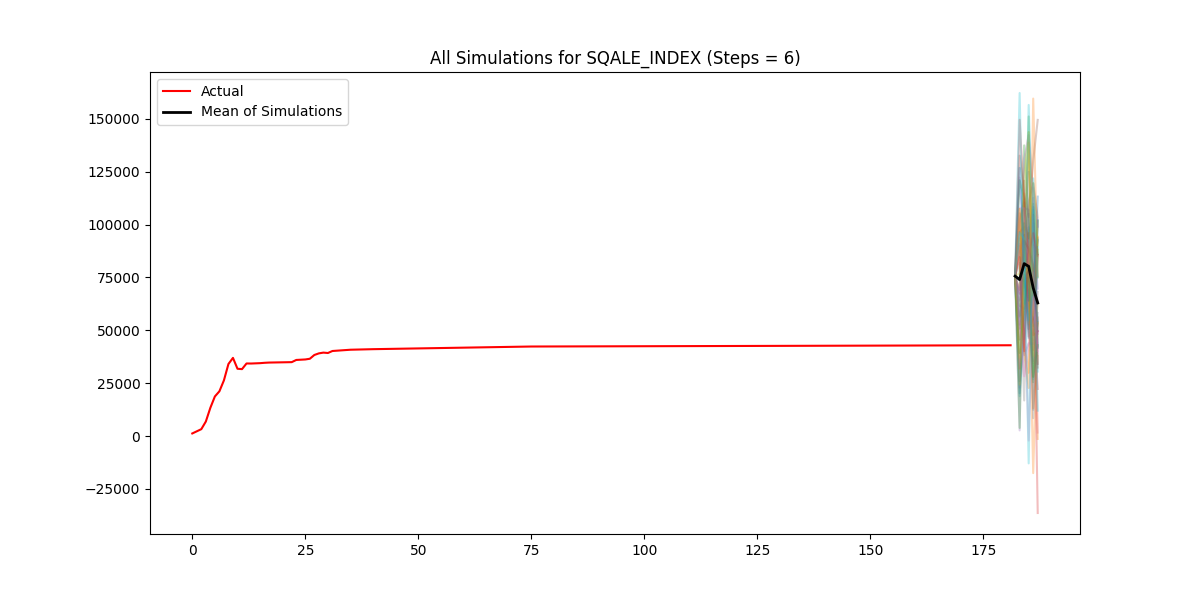 All Simulations for SQALE_INDEX (Steps = 6)
Actual
Mean of Simulations
150000
125000
100000
75000
50000
25000
0
−25000
0 25 50 75 100 125 150 175